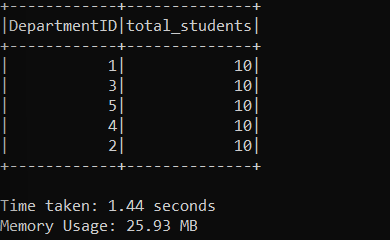 +------------+--------------+
|DepartmentID|total_students|
+------------+--------------+
|           1|            10|
|           3|            10|
|           5|            10|
|           4|            10|
|           2|            10|
+------------+--------------+
Time taken: 1.44 seconds
Memory Usage: 25.93 MB